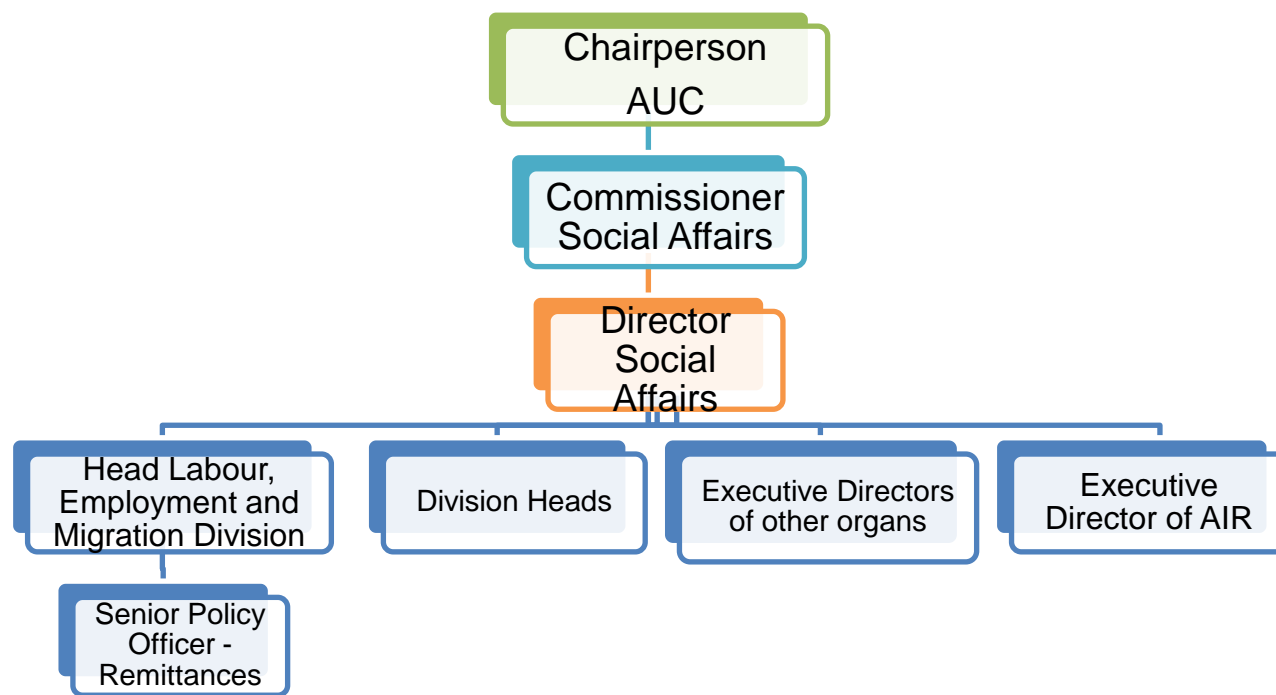 Chairperson
AUC
Commissioner
Social Affairs
Director
Social
Affairs
Head Labour,
Employment and
Migration Division
Division Heads
Executive Directors
of other organs
Executive
Director of AIR
Senior Policy
Officer -
Remittances